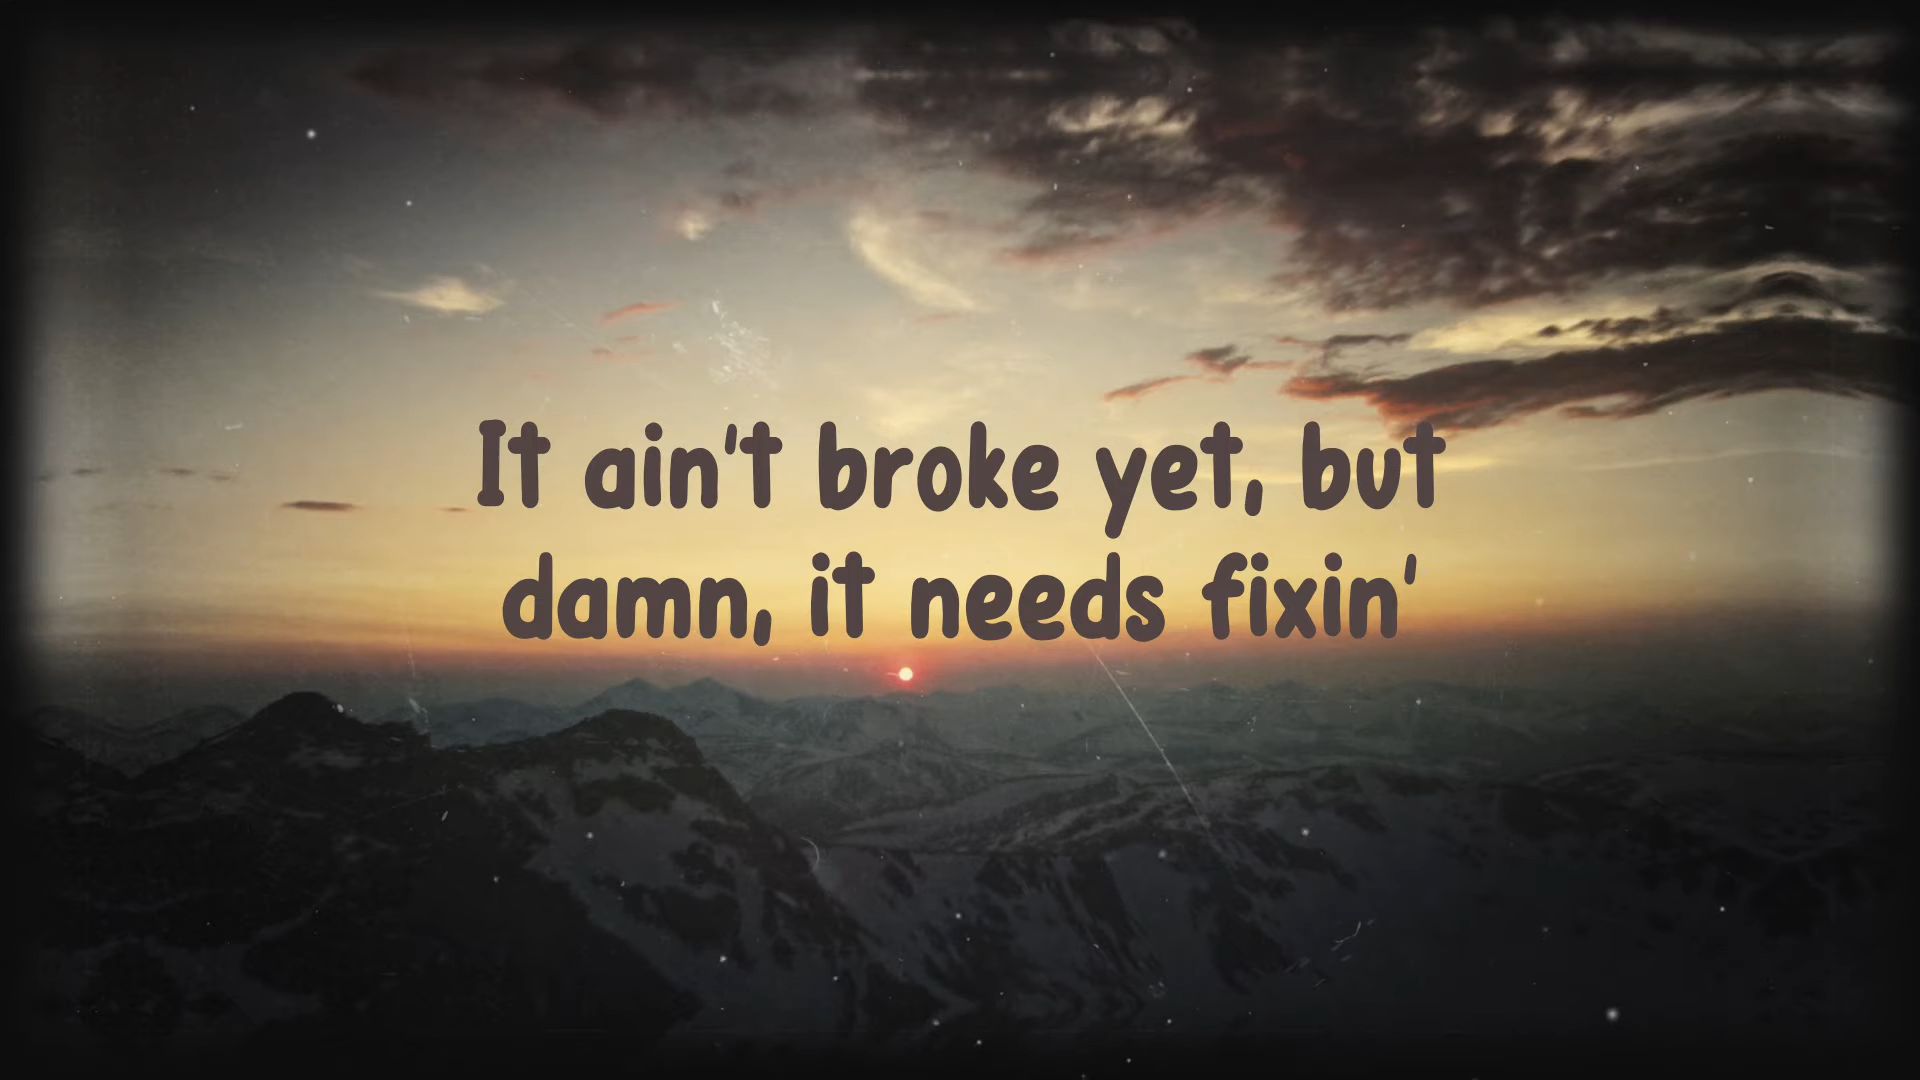 It ain't broke yet, but
damn, it needs fixin'